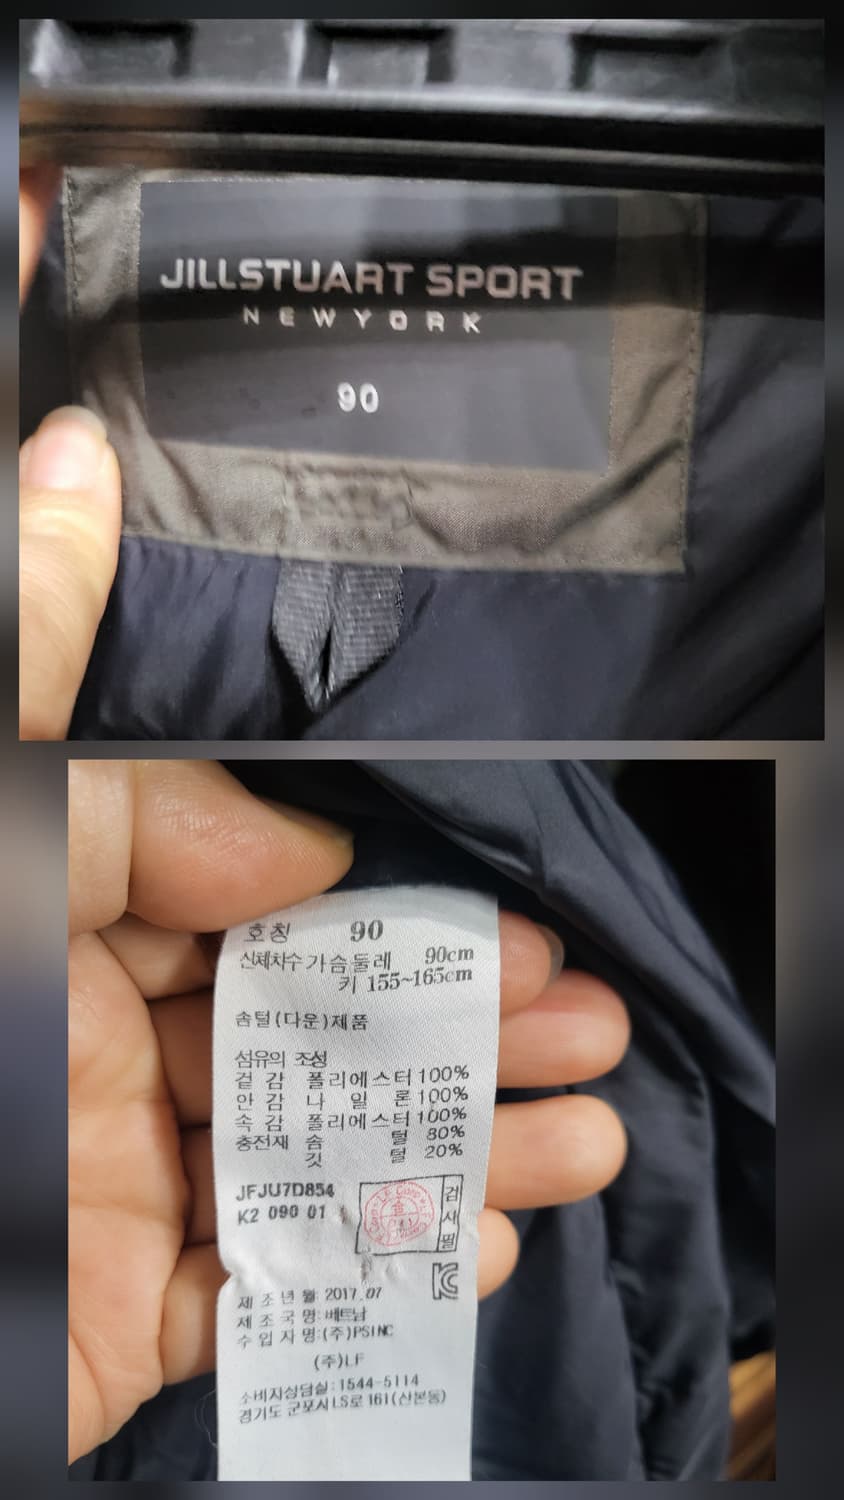 JILLSTUART SPORT
NEWYORK
90
호칭 90
신체치수 가슴둘레 90cm
키 155~165cm
솜털(다운)제품
섬유의 조성
겉감 폴리에스터 100%
안감 나일론 100%
속감 폴리에스터 100%
충전재 솜털 80%
깃털 20%
JFJU7D854
K2 090 01
LF Corp
검사필
제조년월: 2017.07
제조국명: 베트남
수입자명: (주)PSINC
(주)LF
소비자상담실: 1544-5114
경기도 군포시 LS로 161(산본동)